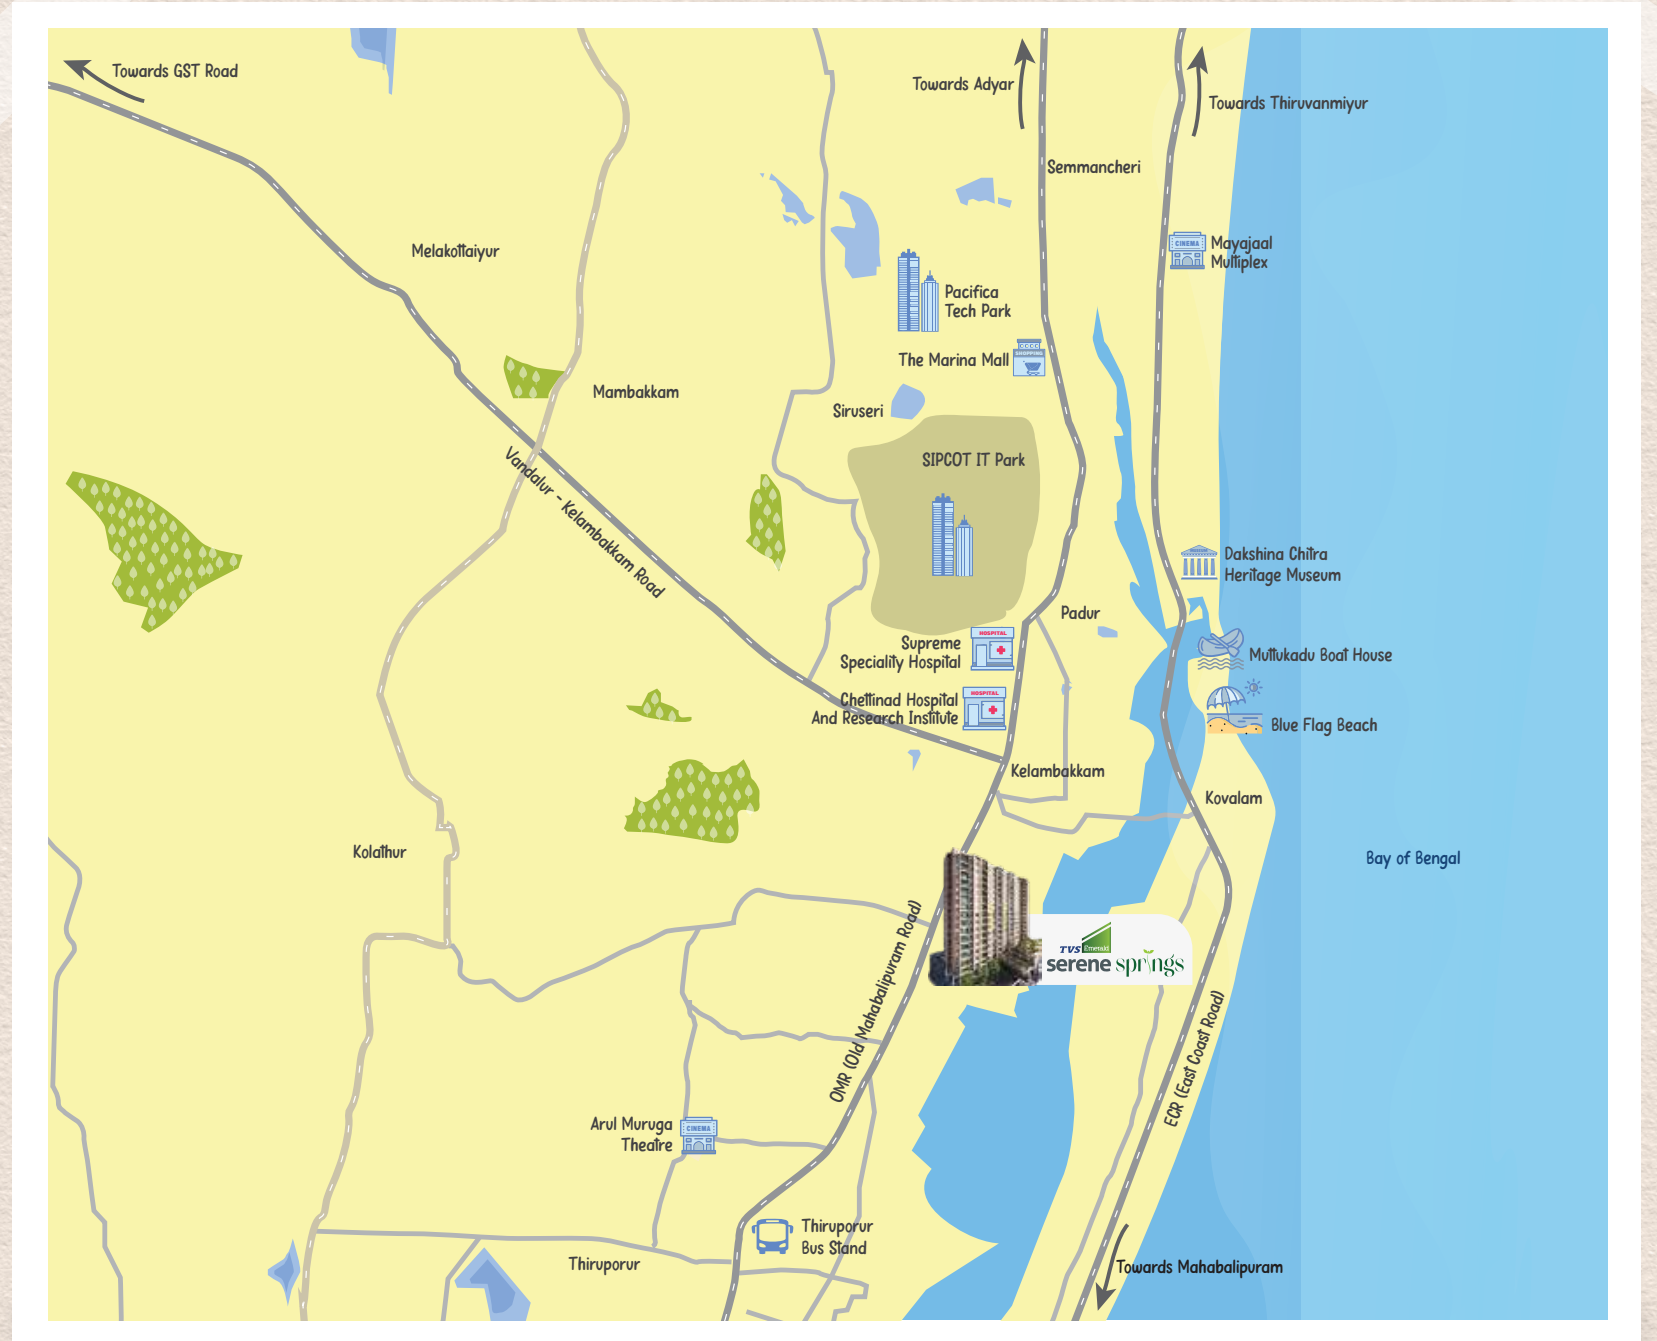 Towards GST Road
Towards Adyar
Towards Thiruvanmiyur
Semmancheri
Melakottaiyur
CINEMA
Mayajaal
Multiplex
Pacifica
Tech Park
The Marina Mall
SHOPPING
Mambakkam
Siruseri
SIPCOT IT Park
Vandalur - Kelambakkam Road
Dakshina Chitra
Heritage Museum
Padur
Supreme
Speciality Hospital
HOSPITAL
Muttukadu Boat House
Chettinad Hospital
And Research Institute
HOSPITAL
Blue Flag Beach
Kelambakkam
Kovalam
Kolathur
Bay of Bengal
OMR (Old Mahabalipuram Road)
TVS Emerald
serene springs
ECR (East Coast Road)
Arul Muruga
Theatre
CINEMA
Thiruporur
Bus Stand
Thiruporur
Towards Mahabalipuram